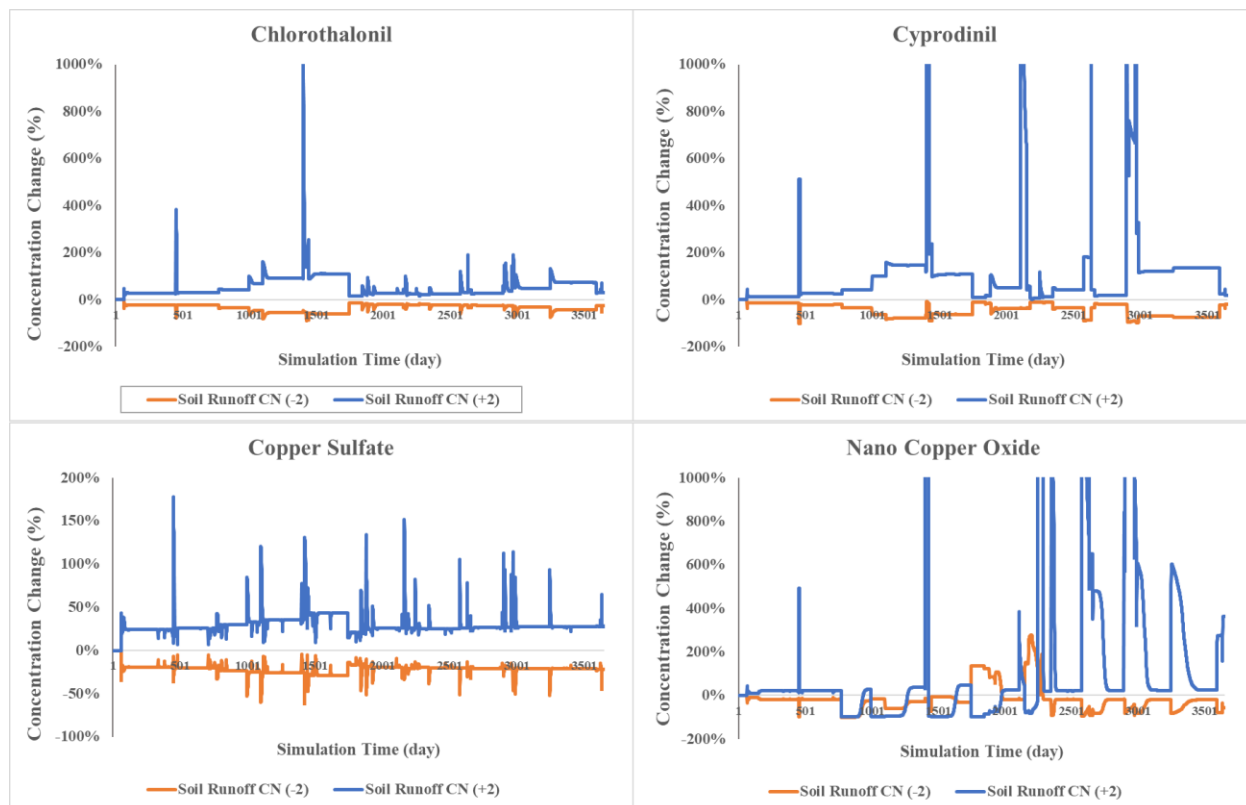 Chlorothalonil
1000%
800%
600%
400%
200%
0%
-200%
1 501 1001 1501 2001 2501 3001 3501
Concentration Change (%)
Simulation Time (day)
Soil Runoff CN (-2) Soil Runoff CN (+2)
Cyprodinil
1000%
800%
600%
400%
200%
0%
-200%
1 501 1001 1501 2001 2501 3001 3501
Concentration Change (%)
Simulation Time (day)
Soil Runoff CN (-2) Soil Runoff CN (+2)
Copper Sulfate
200%
150%
100%
50%
0%
-50%
-100%
1 501 1001 1501 2001 2501 3001 3501
Concentration Change (%)
Simulation Time (day)
Soil Runoff CN (-2) Soil Runoff CN (+2)
Nano Copper Oxide
1000%
800%
600%
400%
200%
0%
-200%
1 501 1001 1501 2001 2501 3001 3501
Concentration Change (%)
Simulation Time (day)
Soil Runoff CN (-2) Soil Runoff CN (+2)